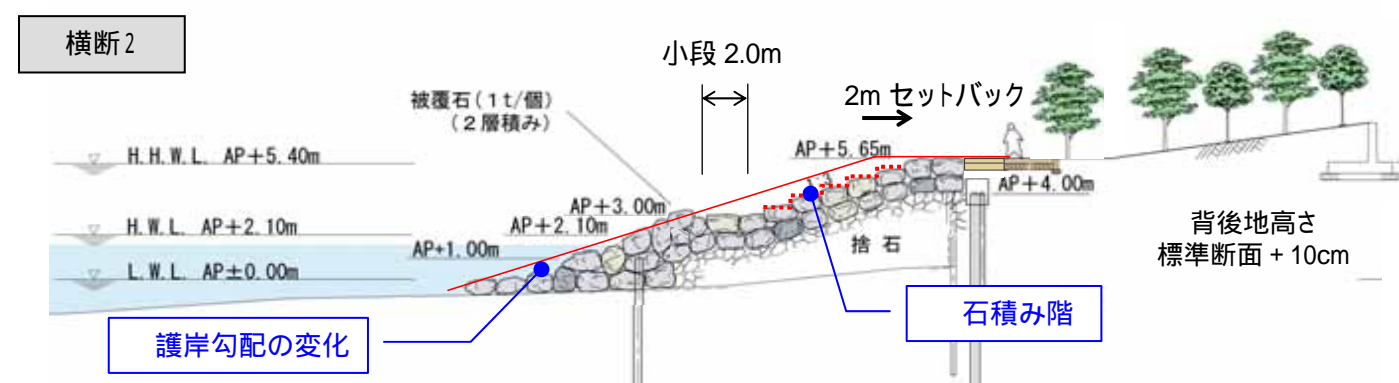 横断2
小段 2.0m
被覆石(1t/個)
(2層積み)
2m セットバック
H.H.W.L. AP+5.40m
AP+5.65m
AP+4.00m
AP+3.00m
H.W.L. AP+2.10m
AP+2.10m
AP+1.00m
L.W.L. AP±0.00m
捨石
背後地高さ
標準断面 + 10cm
護岸勾配の変化
石積み階